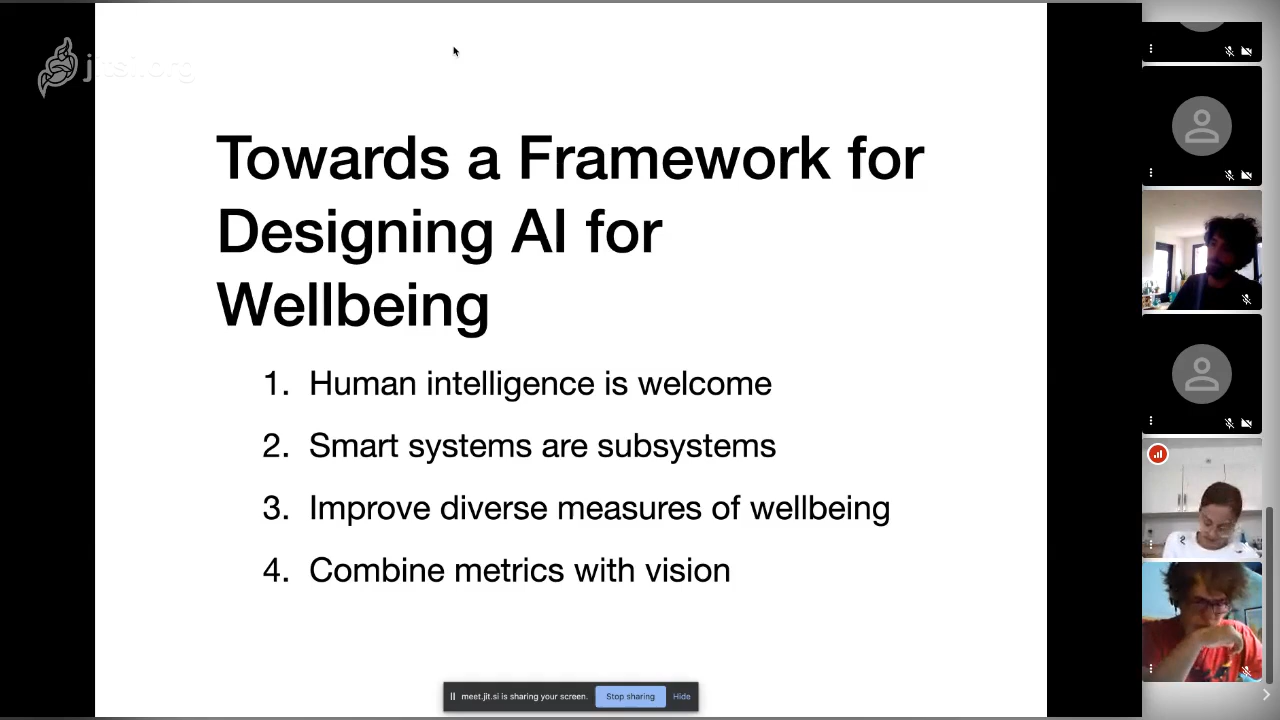 jitsi.org
Towards a Framework for
Designing AI for
Wellbeing
1. Human intelligence is welcome
2. Smart systems are subsystems
3. Improve diverse measures of wellbeing
4. Combine metrics with vision
meet.jit.si is sharing your screen. Stop sharing Hide